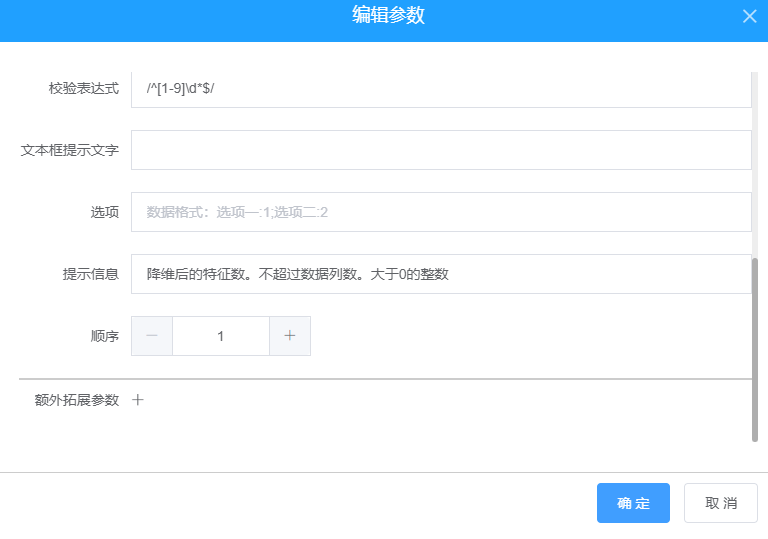 编辑参数
校验表达式 /^[1-9]\d*$/
文本框提示文字
选项 数据格式：选项一:1;选项二:2
提示信息 降维后的特征数。不超过数据列数。大于0的整数
顺序 1
额外拓展参数
确 定 取 消